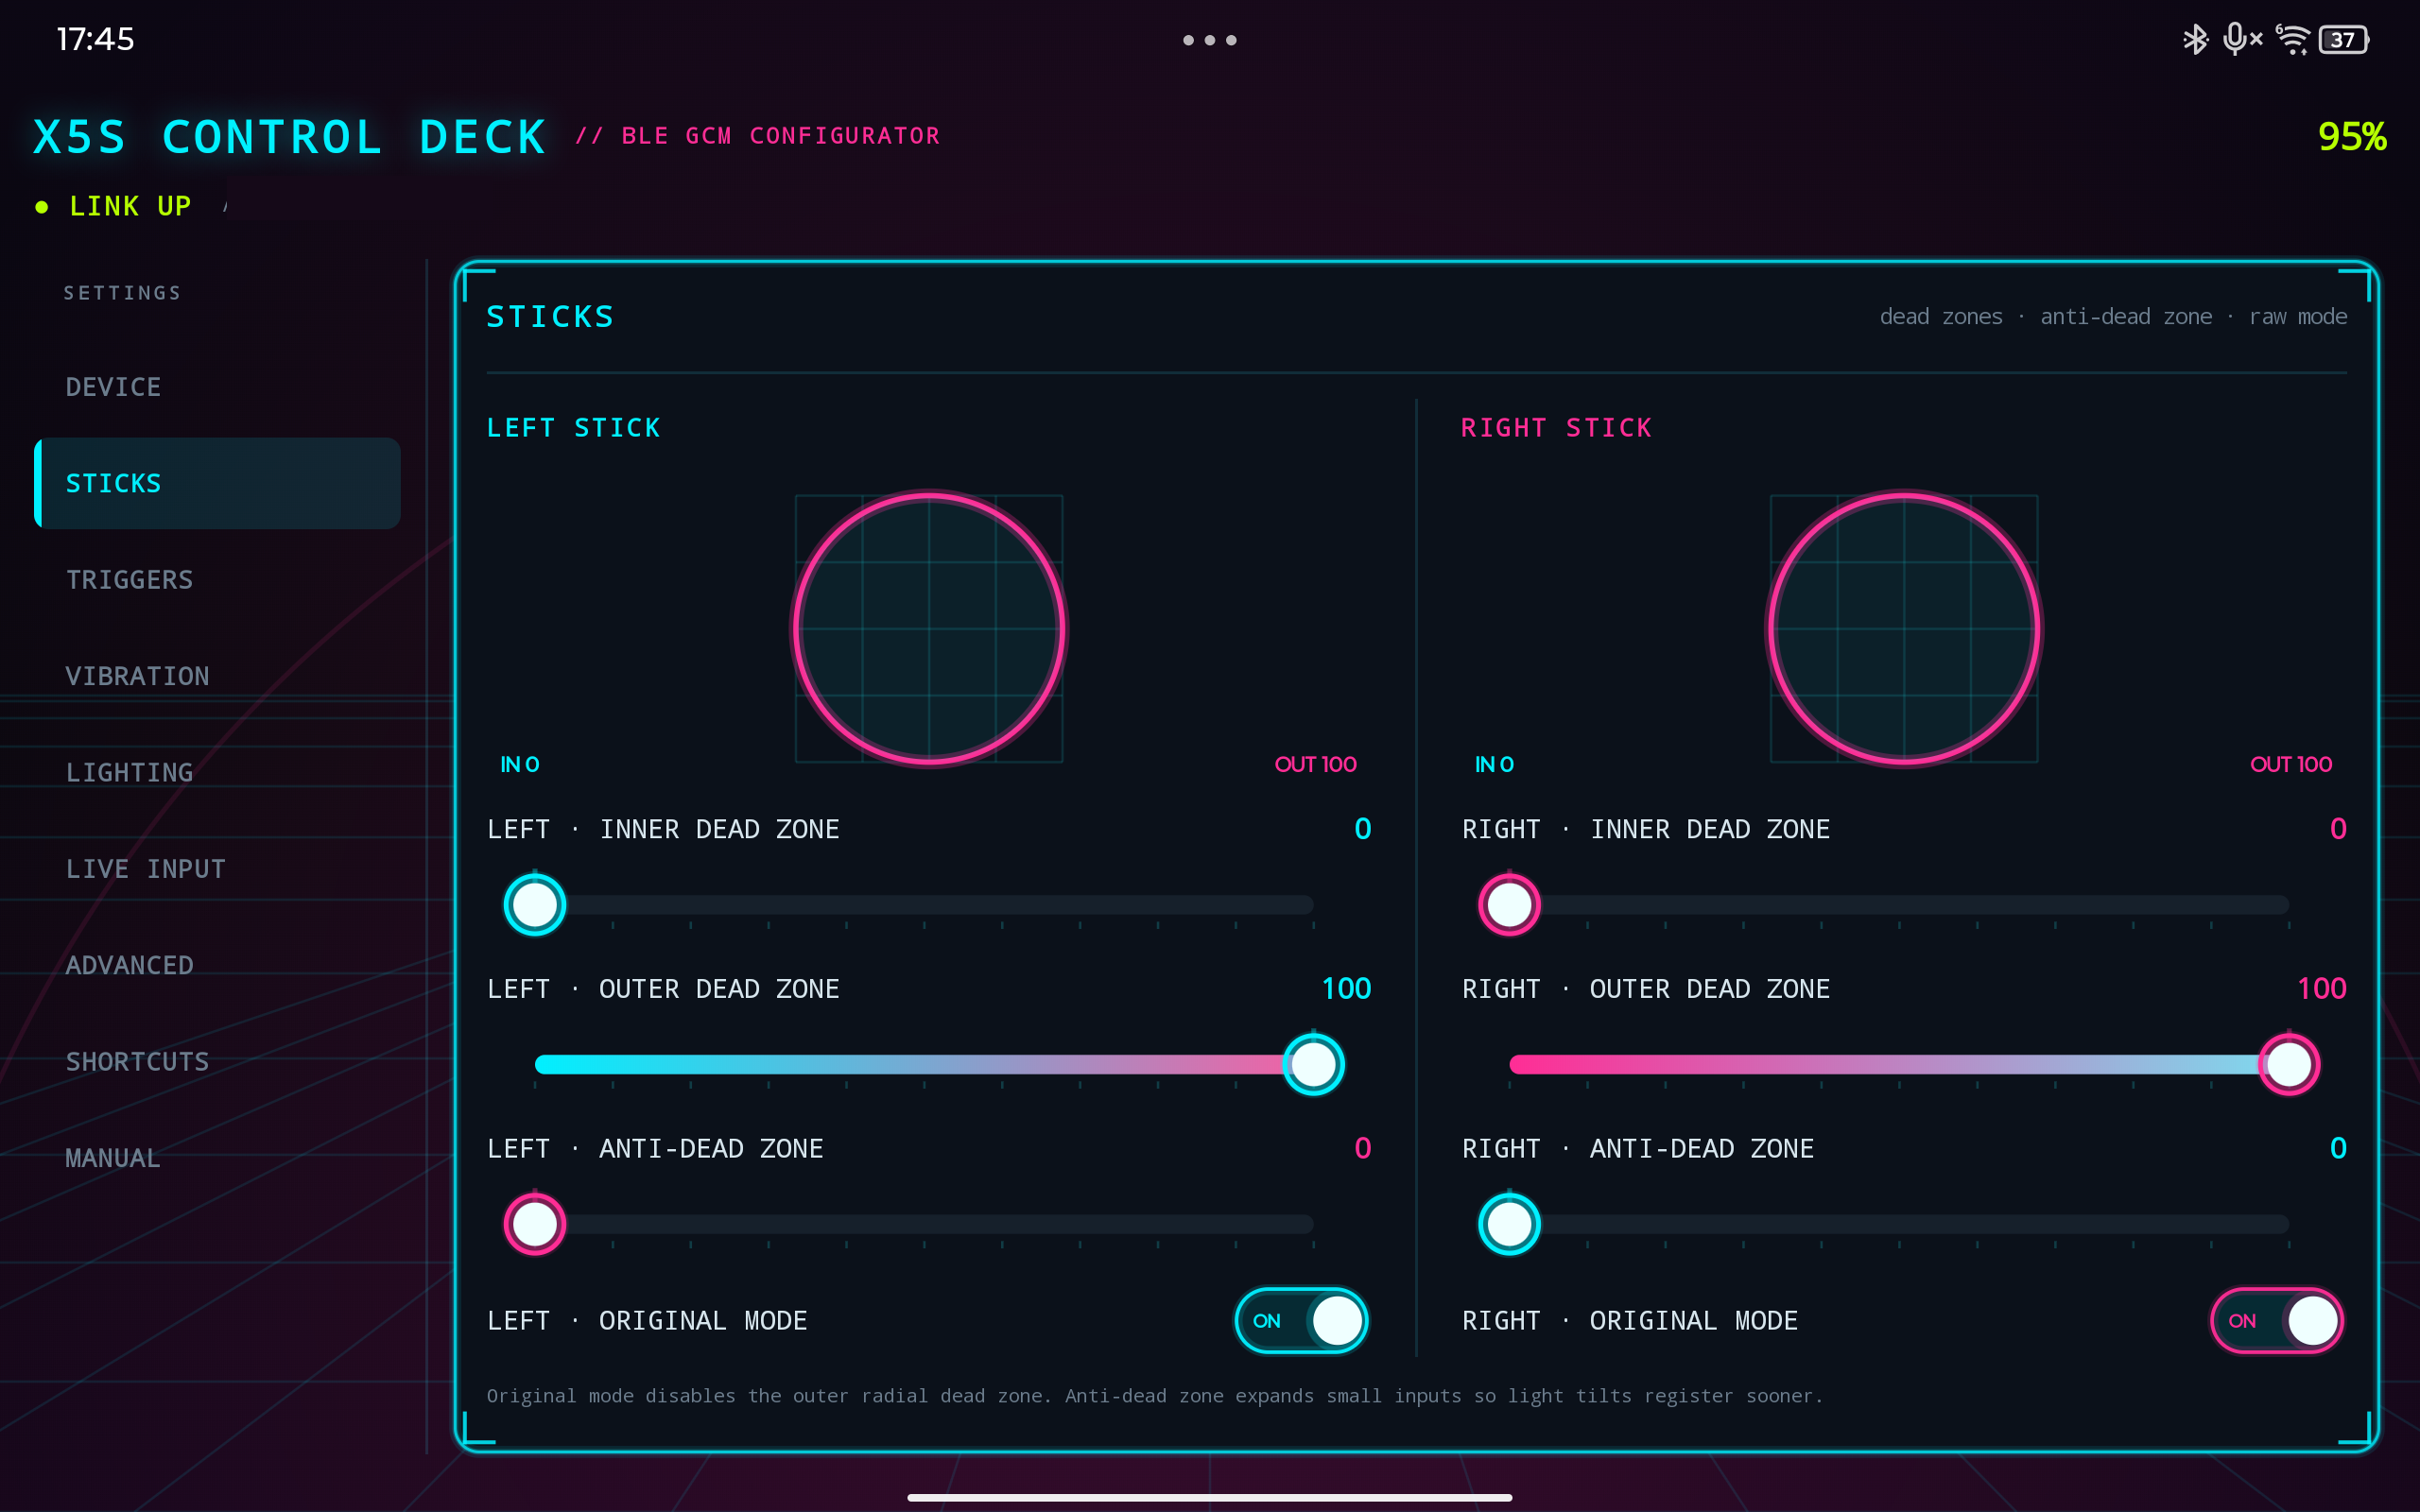 17:45
6
37
X5S CONTROL DECK // BLE GCM CONFIGURATOR
95%
● LINK UP
SETTINGS
DEVICE
STICKS
TRIGGERS
VIBRATION
LIGHTING
LIVE INPUT
ADVANCED
SHORTCUTS
MANUAL
STICKS
dead zones · anti-dead zone · raw mode
LEFT STICK
IN 0
OUT 100
LEFT · INNER DEAD ZONE
0
LEFT · OUTER DEAD ZONE
100
LEFT · ANTI-DEAD ZONE
0
LEFT · ORIGINAL MODE
ON
RIGHT STICK
IN 0
OUT 100
RIGHT · INNER DEAD ZONE
0
RIGHT · OUTER DEAD ZONE
100
RIGHT · ANTI-DEAD ZONE
0
RIGHT · ORIGINAL MODE
ON
Original mode disables the outer radial dead zone. Anti-dead zone expands small inputs so light tilts register sooner.